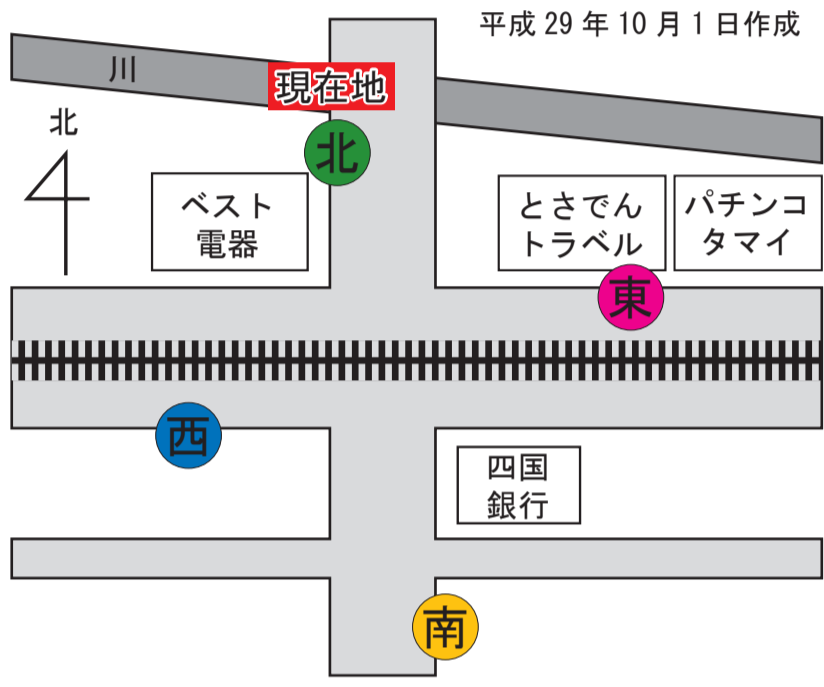 平成 29 年 10 月 1 日作成
川
現在地
北
北
ベスト
電器
とさでん
トラベル
パチンコ
タマイ
東
西
四国
銀行
南